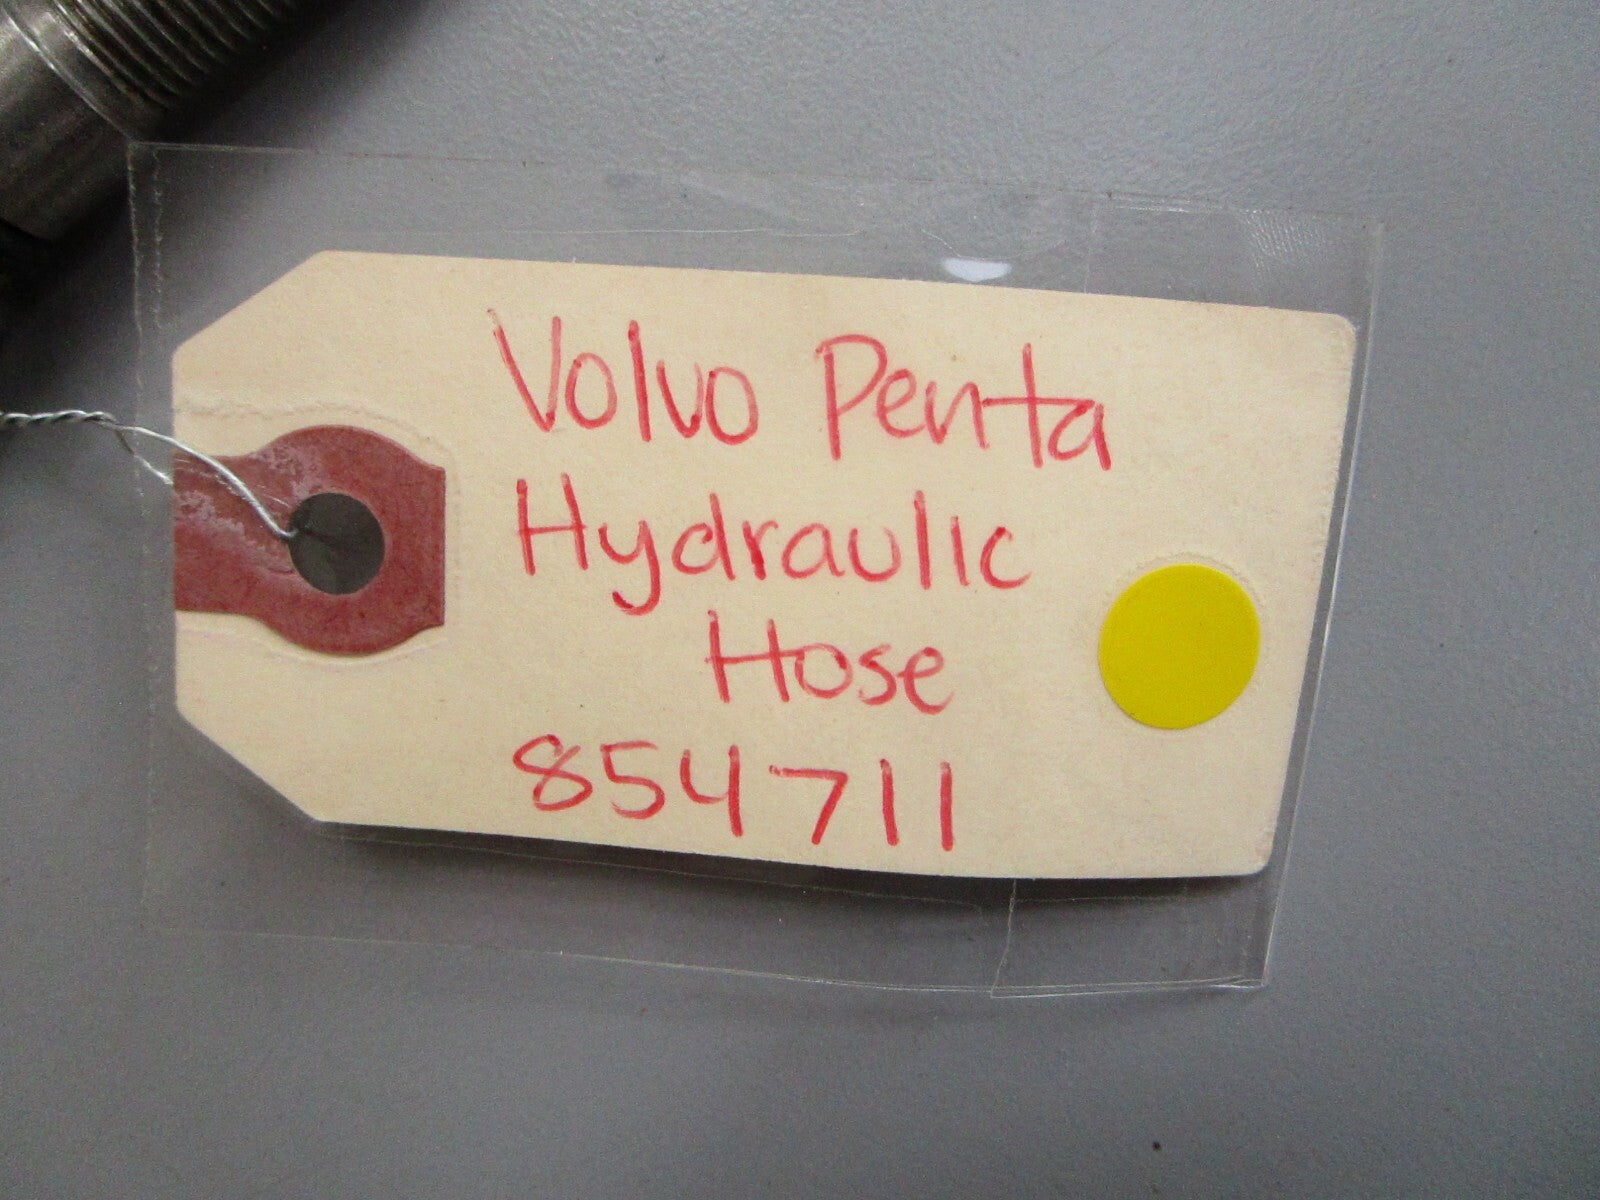 Volvo Penta
Hydraulic
Hose
854711